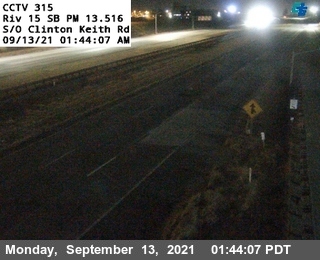 CCTV 315
Riv 15 SB PM 13.516
S/O Clinton Keith Rd
09/13/21 01:44:07 AM
Monday, September 13, 2021 01:44:07 PDT